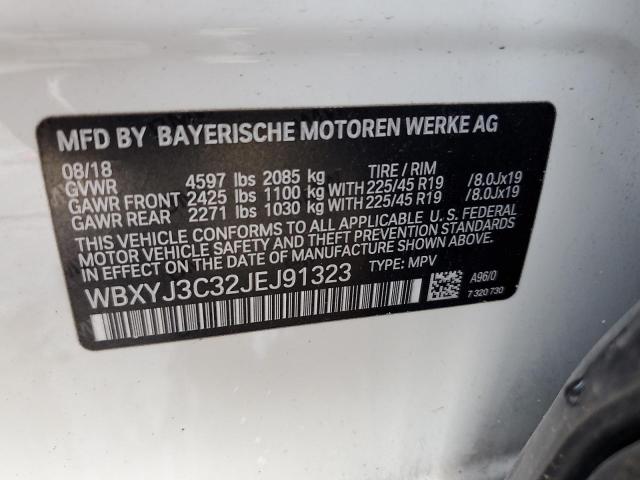 MFD BY BAYERISCHE MOTOREN WERKE AG
08/18 TIRE / RIM
GVWR 4597 lbs 2085 kg
GAWR FRONT 2425 lbs 1100 kg WITH 225/45 R19 /8.0Jx19
GAWR REAR 2271 lbs 1030 kg WITH 225/45 R19 /8.0Jx19
THIS VEHICLE CONFORMS TO ALL APPLICABLE U.S. FEDERAL
MOTOR VEHICLE SAFETY AND THEFT PREVENTION STANDARDS
IN EFFECT ON THE DATE OF MANUFACTURE SHOWN ABOVE.
WBXYJ3C32JEJ91323 TYPE: MPV A96/0
7 320 730